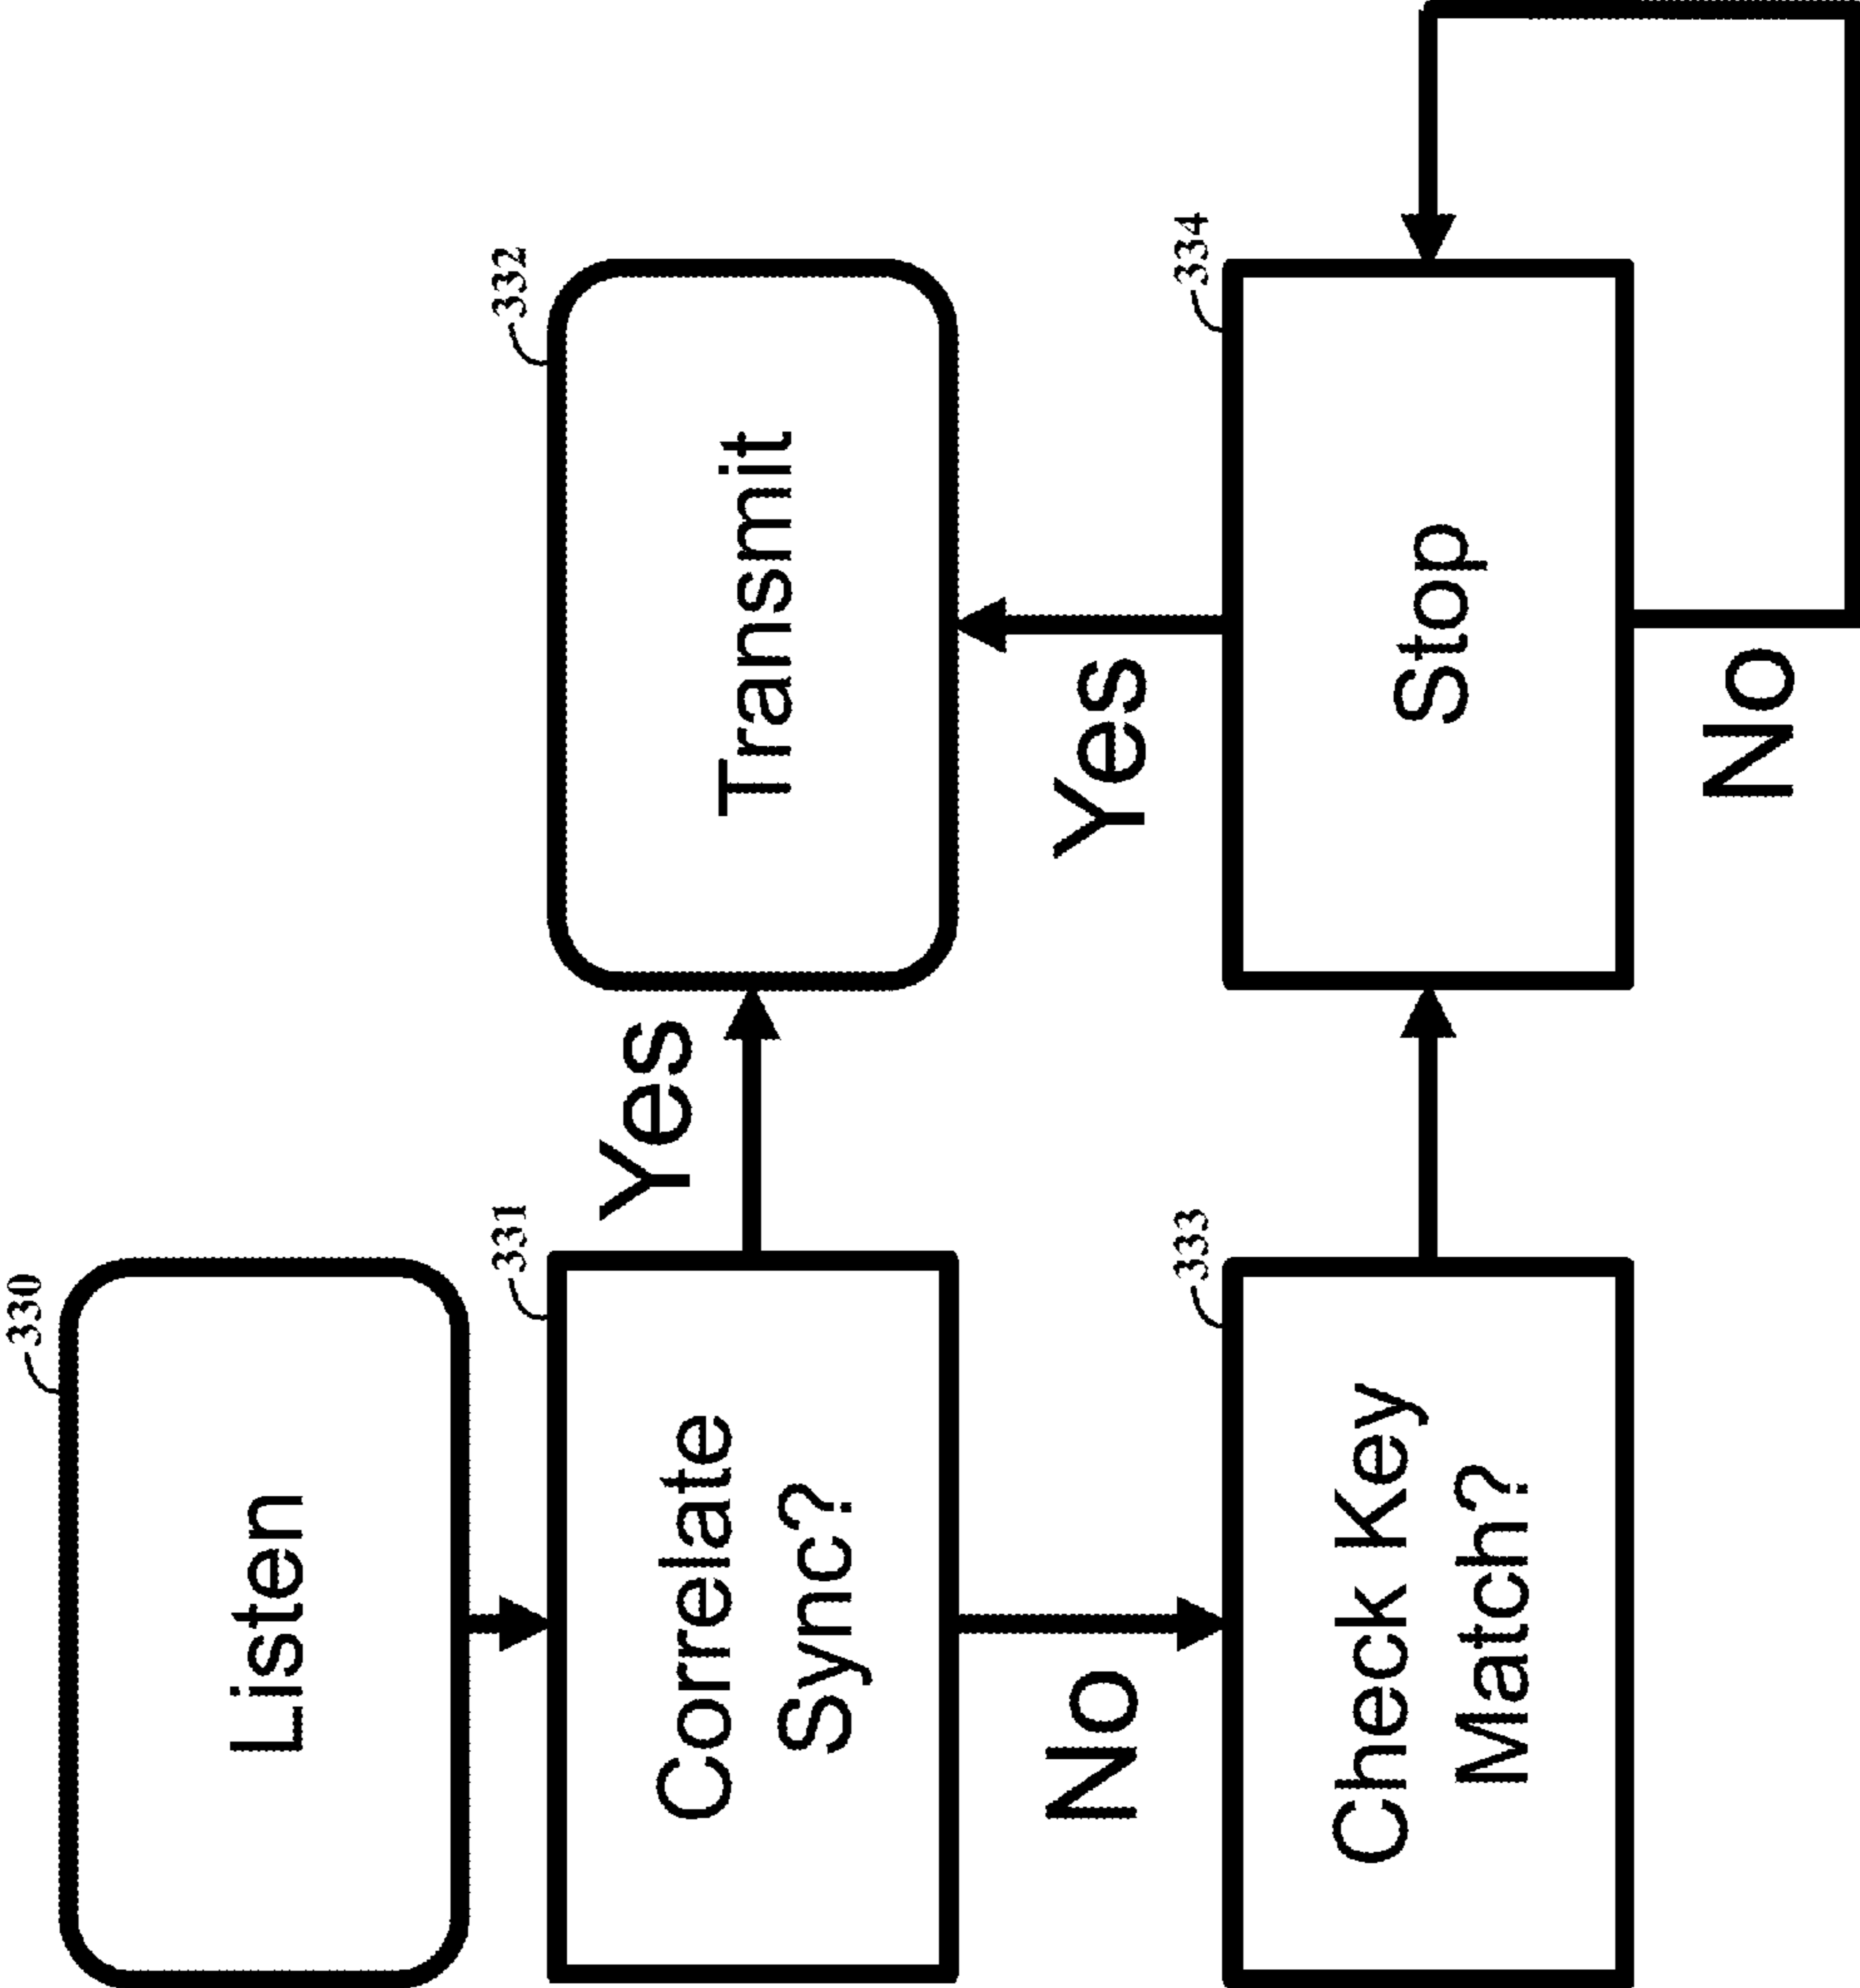 330
Listen
331
Correlate
Sync?
Yes
332
Transmit
No
Yes
333
Check Key
Match?
334
Stop
No